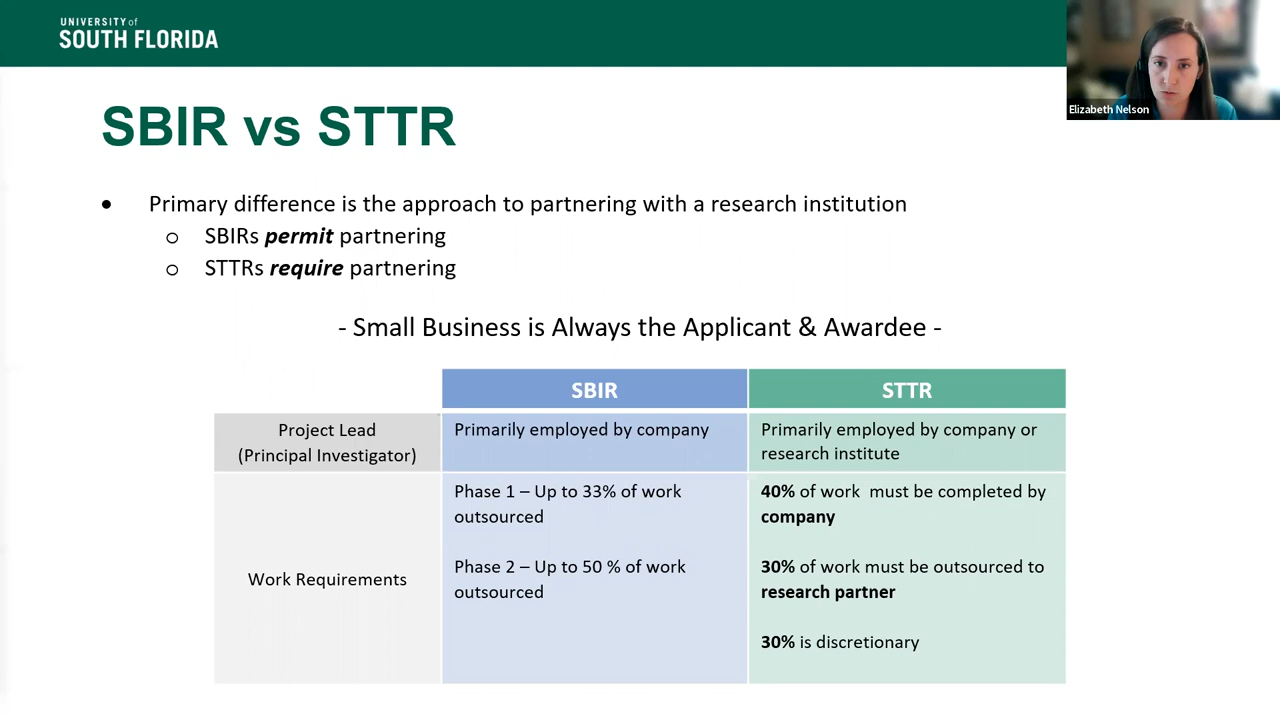 UNIVERSITY of
SOUTH FLORIDA
Elizabeth Nelson
SBIR vs STTR
• Primary difference is the approach to partnering with a research institution
o SBIRs permit partnering
o STTRs require partnering
- Small Business is Always the Applicant & Awardee -
SBIR STTR
Project Lead
(Principal Investigator)
Primarily employed by company
Primarily employed by company or
research institute
Work Requirements
Phase 1 – Up to 33% of work
outsourced
Phase 2 – Up to 50 % of work
outsourced
40% of work must be completed by
company
30% of work must be outsourced to
research partner
30% is discretionary